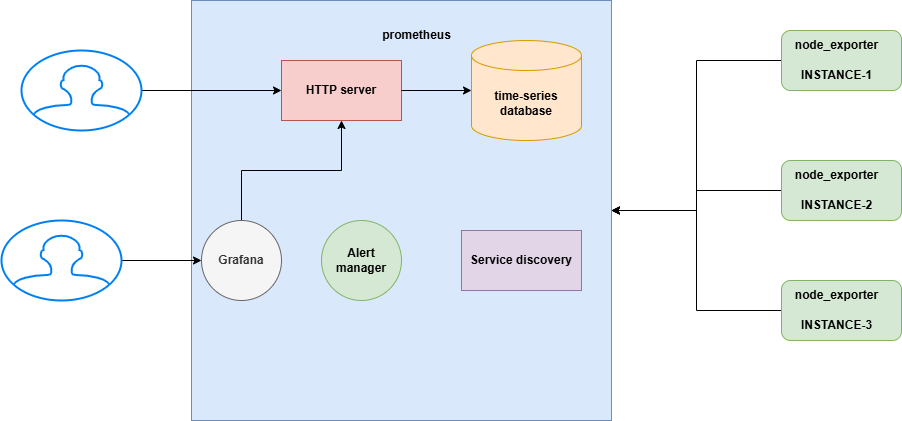 prometheus
HTTP server
time-series
database
Grafana
Alert
manager
Service discovery
node_exporter
INSTANCE-1
node_exporter
INSTANCE-2
node_exporter
INSTANCE-3